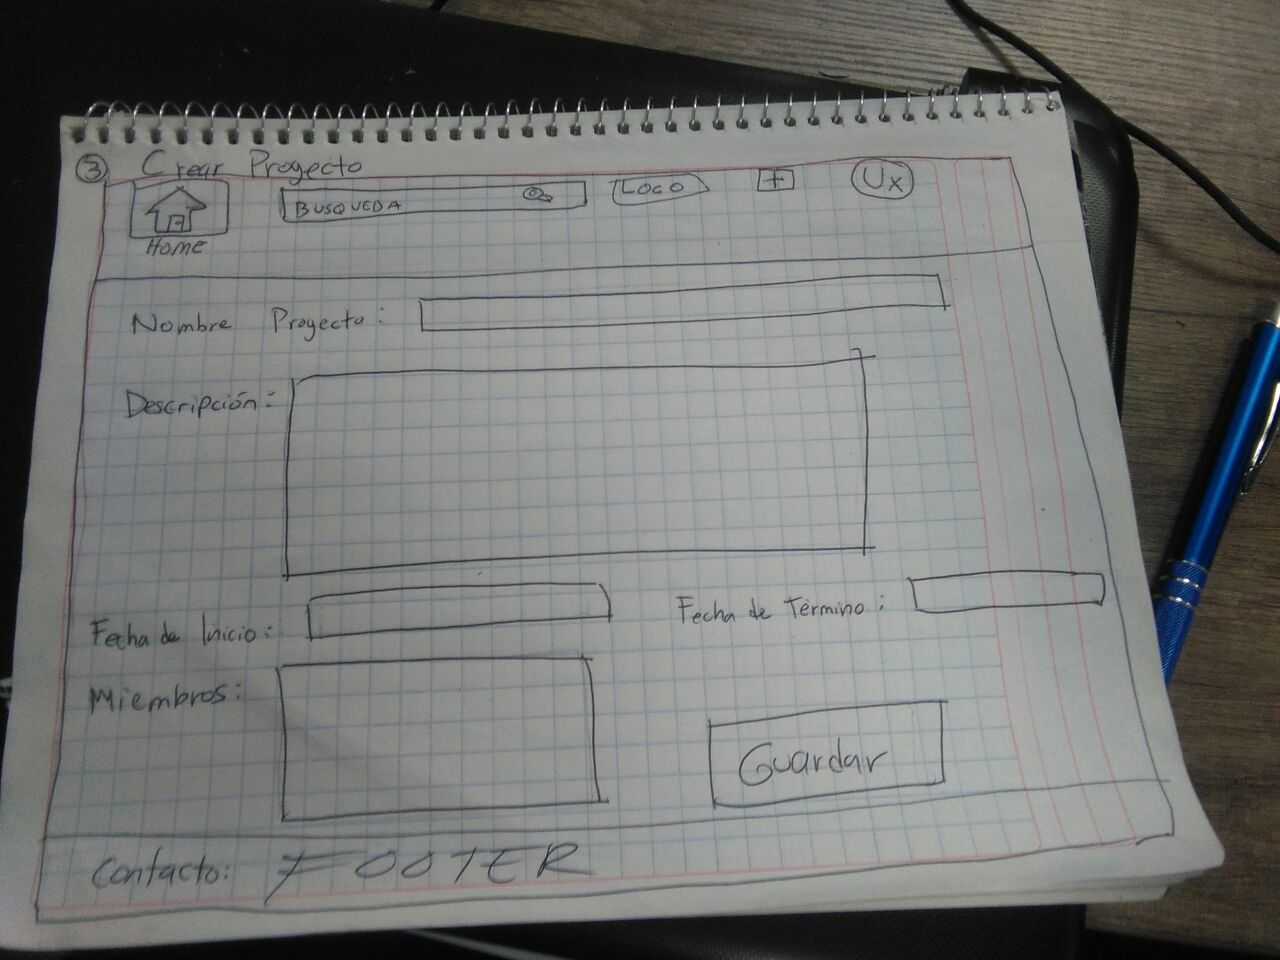 ③ Crear Proyecto
BUSQUEDA LOGO + Ux
Home
Nombre Proyecto:
Descripción:
Fecha de Inicio: Fecha de Término:
Miembros:
Guardar
Contacto: FOOTER